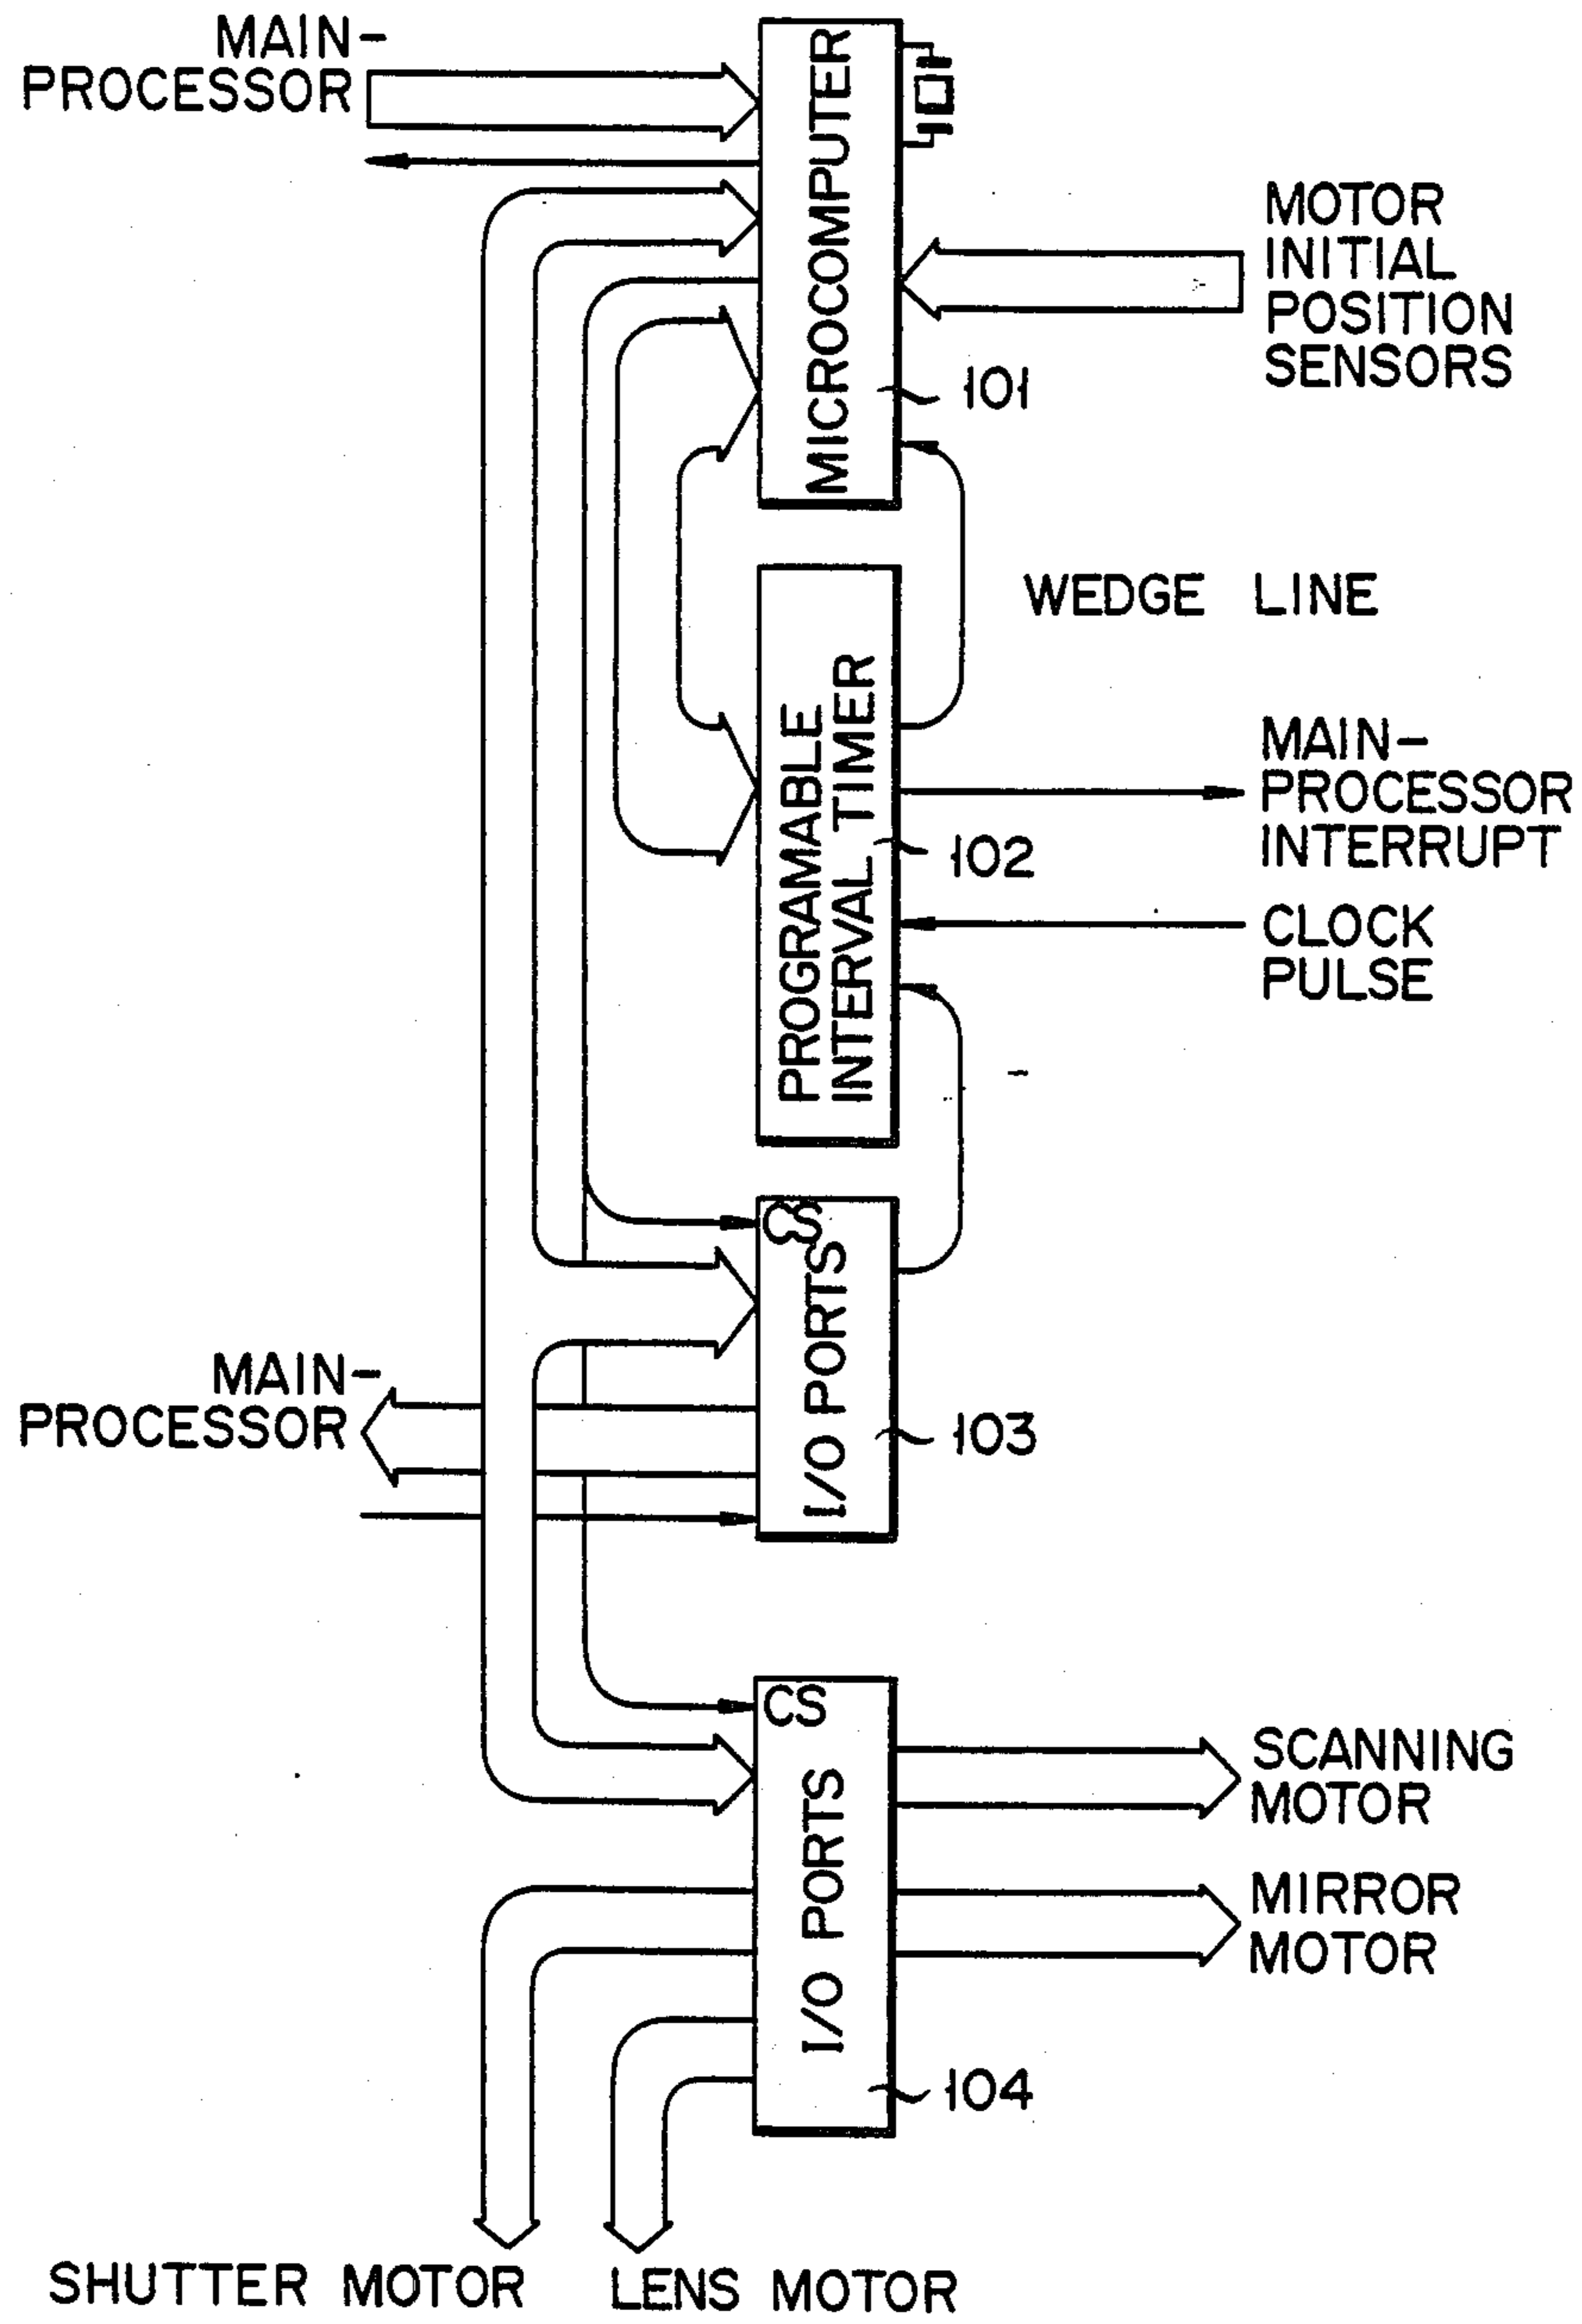 MAIN-
PROCESSOR
MICROCOMPUTER
MOTOR
INITIAL
POSITION
SENSORS
101
WEDGE LINE
PROGRAMABLE
INTERVAL TIMER
MAIN-
PROCESSOR
INTERRUPT
102
CLOCK
PULSE
CS
I/O PORTS
MAIN-
PROCESSOR
103
CS
I/O PORTS
SCANNING
MOTOR
MIRROR
MOTOR
104
SHUTTER MOTOR
LENS MOTOR